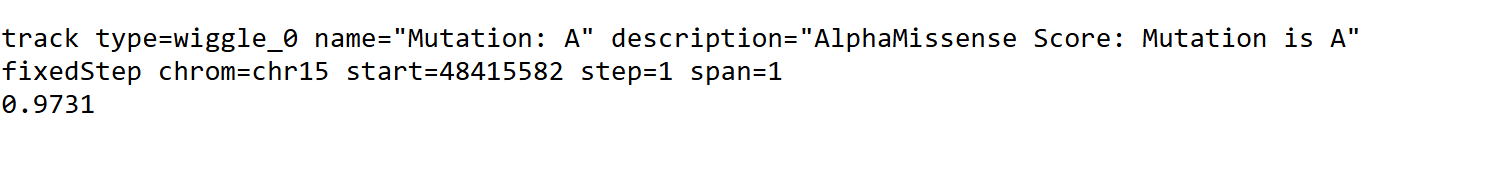 track type=wiggle_0 name="Mutation: A" description="AlphaMissense Score: Mutation is A"
fixedStep chrom=chr15 start=48415582 step=1 span=1
0.9731